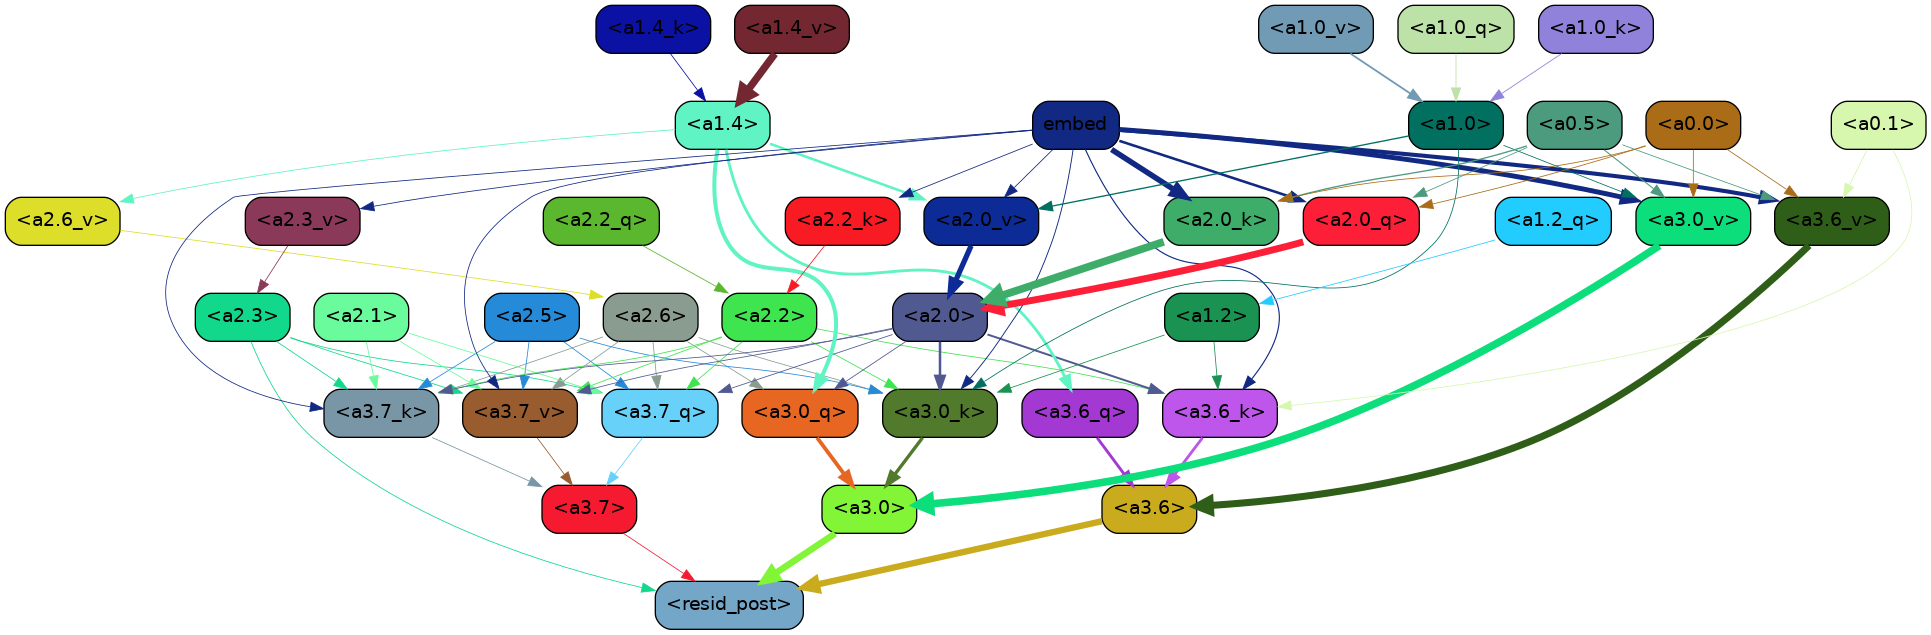 <a1.4_k> <a1.4_v> <a1.0_v> <a1.0_q> <a1.0_k>
<a1.4> embed <a1.0> <a0.5> <a0.0> <a0.1>
<a2.6_v> <a2.3_v> <a2.2_q> <a2.2_k> <a2.0_v> <a2.0_k> <a2.0_q> <a1.2_q> <a3.0_v> <a3.6_v>
<a2.3> <a2.1> <a2.5> <a2.6> <a2.2> <a2.0> <a1.2>
<a3.7_k> <a3.7_v> <a3.7_q> <a3.0_q> <a3.0_k> <a3.6_q> <a3.6_k>
<a3.7> <a3.0> <a3.6>
<resid_post>